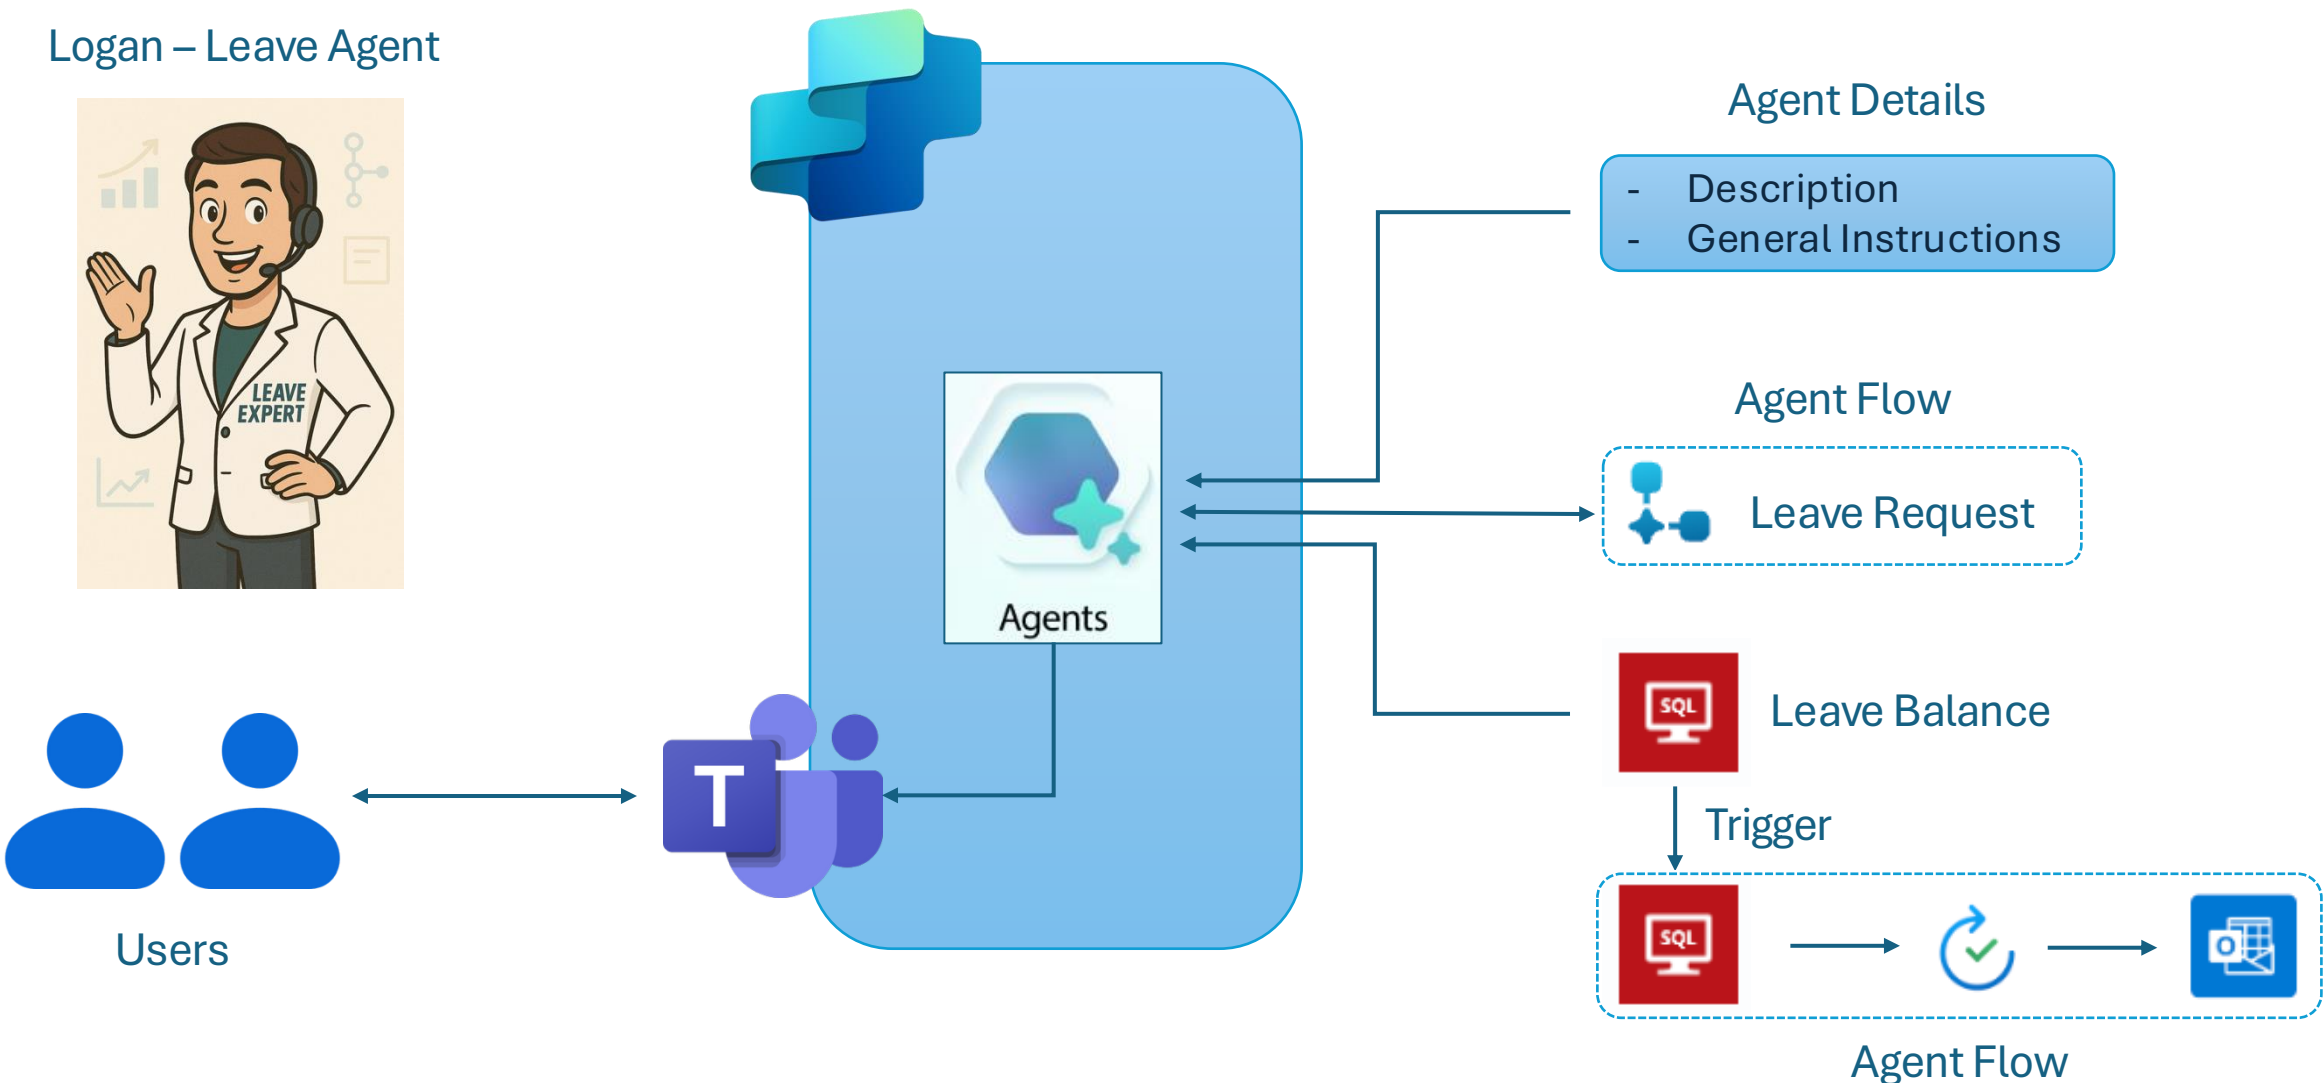 Logan – Leave Agent
LEAVE
EXPERT
Users
T
Agents
Agent Details
- Description
- General Instructions
Agent Flow
Leave Request
SQL
Leave Balance
Trigger
SQL
O
Agent Flow